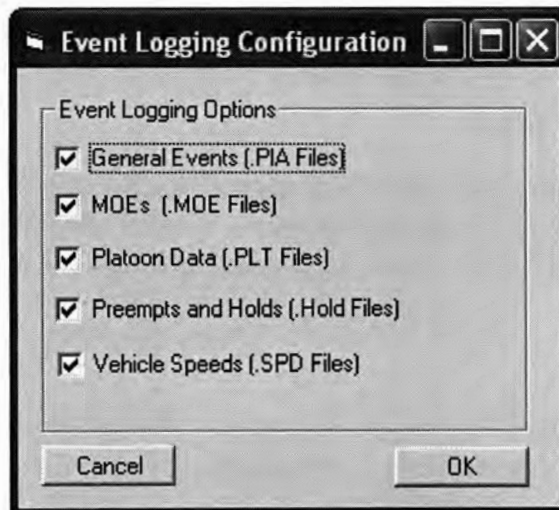 Event Logging Configuration
Event Logging Options
General Events (.PIA Files)
MOEs (.MOE Files)
Platoon Data (.PLT Files)
Preempts and Holds (.Hold Files)
Vehicle Speeds (.SPD Files)
Cancel OK